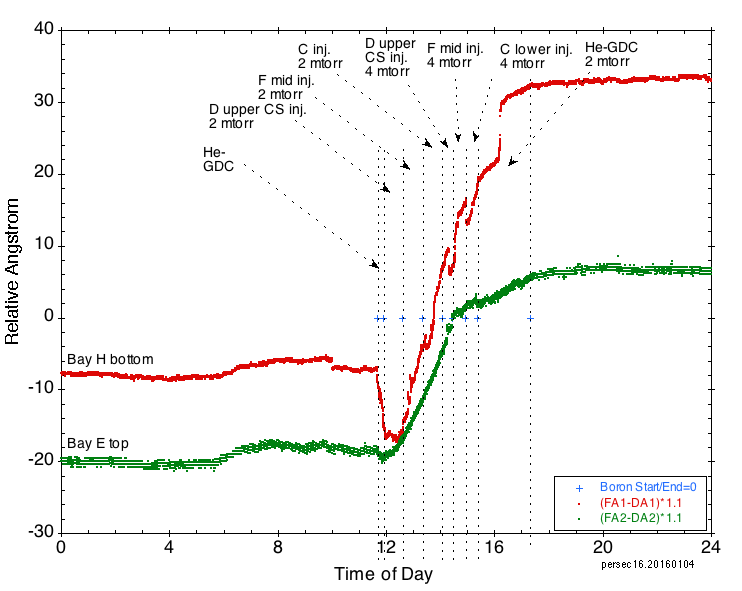 40
30
20
10
0
-10
-20
-30
Relative Angstrom
C inj.
2 mtorr
D upper
CS inj.
4 mtorr
F mid inj.
4 mtorr
C lower inj.
4 mtorr
He-GDC
2 mtorr
F mid inj.
2 mtorr
D upper CS inj.
2 mtorr
He-
GDC
Bay H bottom
Bay E top
Boron Start/End=0
(FA1-DA1)*1.1
(FA2-DA2)*1.1
0 4 8 12 16 20 24
Time of Day
persec16.20160104